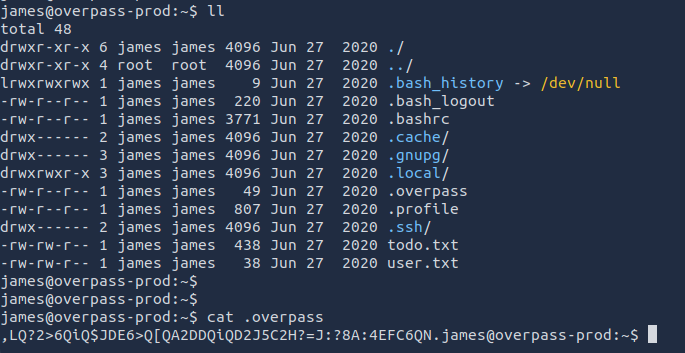 james@overpass-prod:~$ ll
total 48
drwxr-xr-x 6 james james 4096 Jun 27  2020 ./
drwxr-xr-x 4 root  root  4096 Jun 27  2020 ../
lrwxrwxrwx 1 james james    9 Jun 27  2020 .bash_history -> /dev/null
-rw-r--r-- 1 james james  220 Jun 27  2020 .bash_logout
-rw-r--r-- 1 james james 3771 Jun 27  2020 .bashrc
drwx------ 2 james james 4096 Jun 27  2020 .cache/
drwx------ 3 james james 4096 Jun 27  2020 .gnupg/
drwxrwxr-x 3 james james 4096 Jun 27  2020 .local/
-rw-r--r-- 1 james james   49 Jun 27  2020 .overpass
-rw-r--r-- 1 james james  807 Jun 27  2020 .profile
drwx------ 2 james james 4096 Jun 27  2020 .ssh/
-rw-rw-r-- 1 james james  438 Jun 27  2020 todo.txt
-rw-rw-r-- 1 james james   38 Jun 27  2020 user.txt
james@overpass-prod:~$
james@overpass-prod:~$
james@overpass-prod:~$ cat .overpass
,LQ?2>6QiQ$JDE6>Q[QA2DDQiQD2J5C2H?=J:?8A:4EFC6QN.james@overpass-prod:~$